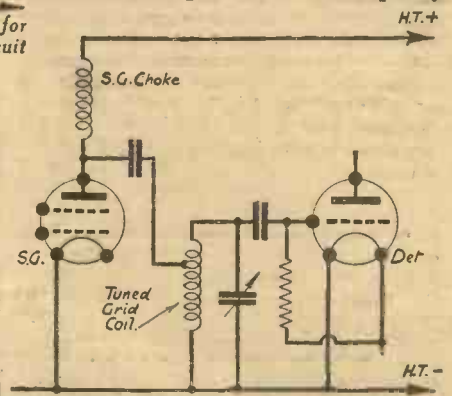 for
H.T.+
cuit
S.G. Choke
S.G.
Det
Tuned
Grid
Coil.
H.T.-